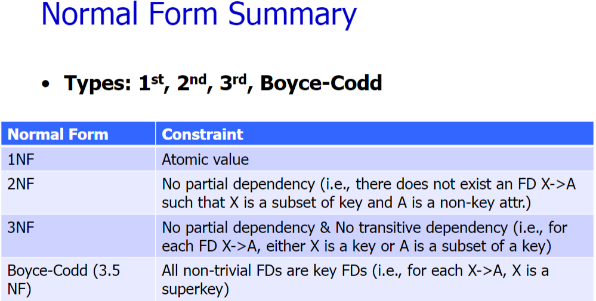 Normal Form Summary
• Types: 1st, 2nd, 3rd, Boyce-Codd
Normal Form Constraint
1NF Atomic value
2NF No partial dependency (i.e., there does not exist an FD X->A
such that X is a subset of key and A is a non-key attr.)
3NF No partial dependency & No transitive dependency (i.e., for
each FD X->A, either X is a key or A is a subset of a key)
Boyce-Codd (3.5 All non-trivial FDs are key FDs (i.e., for each X->A, X is a
NF) superkey)